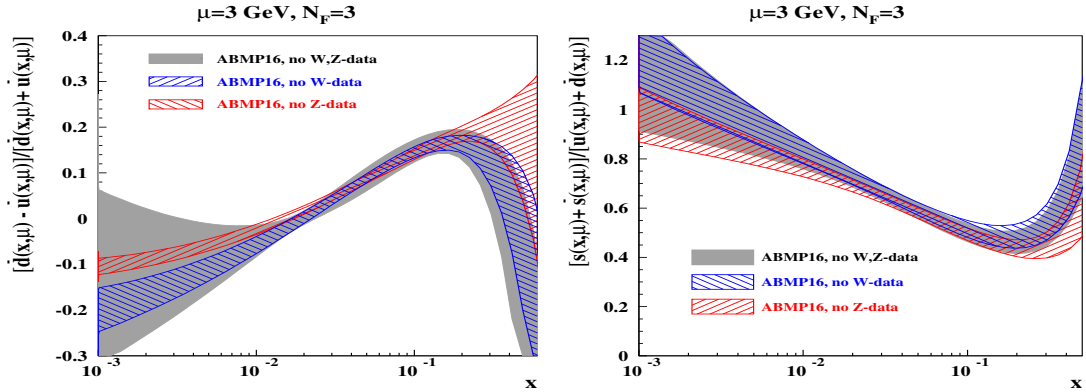 μ=3 GeV, N_F=3
[d̄(x,μ) - ū(x,μ)]/[d̄(x,μ)+ ū(x,μ)]
0.4
0.3
0.2
0.1
0
-0.1
-0.2
-0.3
ABMP16, no W,Z-data
ABMP16, no W-data
ABMP16, no Z-data
10⁻³
10⁻²
10⁻¹
x
μ=3 GeV, N_F=3
[s(x,μ)+ s̄(x,μ)]/[ū(x,μ)+ d̄(x,μ)]
1.2
1
0.8
0.6
0.4
0.2
0
ABMP16, no W,Z-data
ABMP16, no W-data
ABMP16, no Z-data
10⁻³
10⁻²
10⁻¹
x